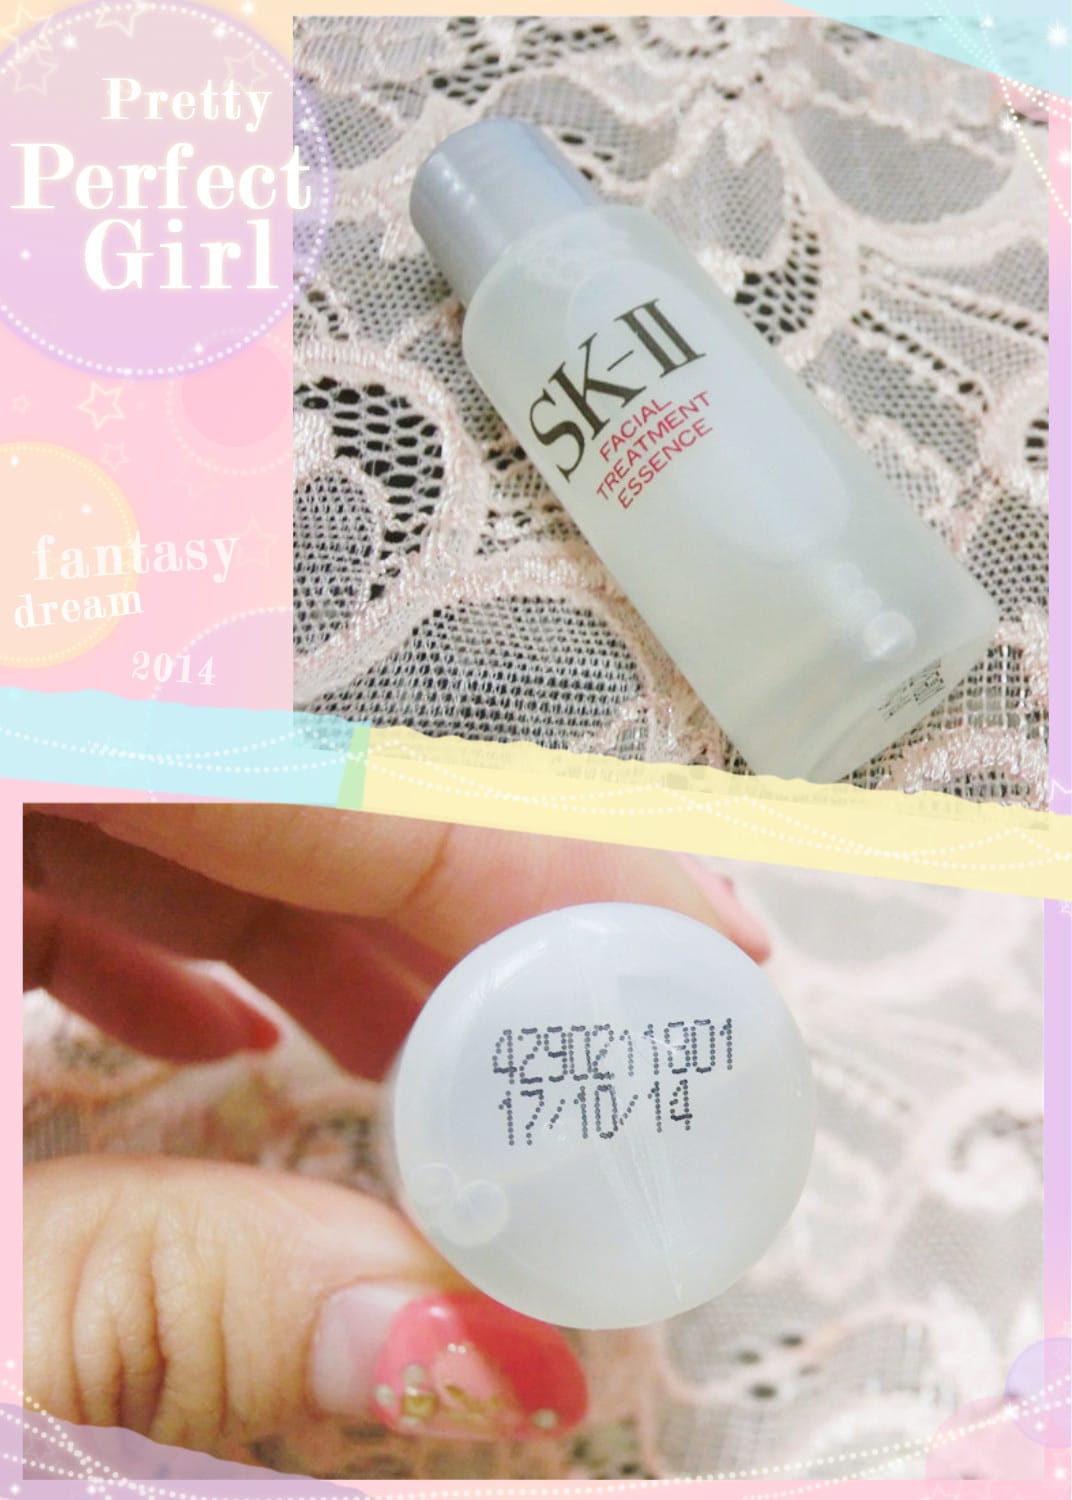 Pretty
Perfect
Girl
SK-II
FACIAL
TREATMENT
ESSENCE
fantasy
dream
2014
4290211801
17/10/14